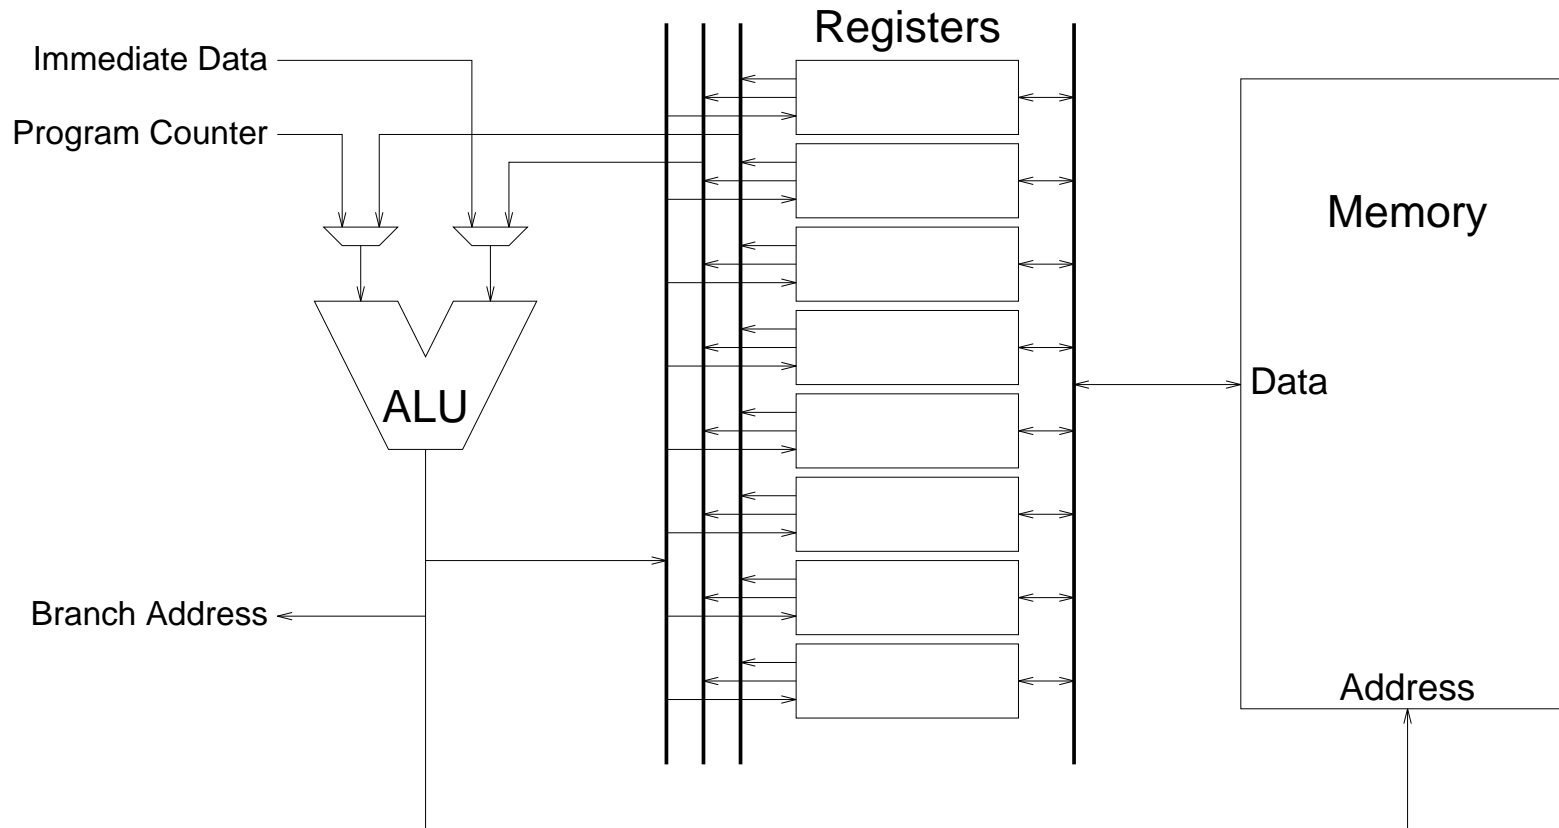 Registers
Immediate Data
Program Counter
Memory
Data
ALU
Branch Address
Address